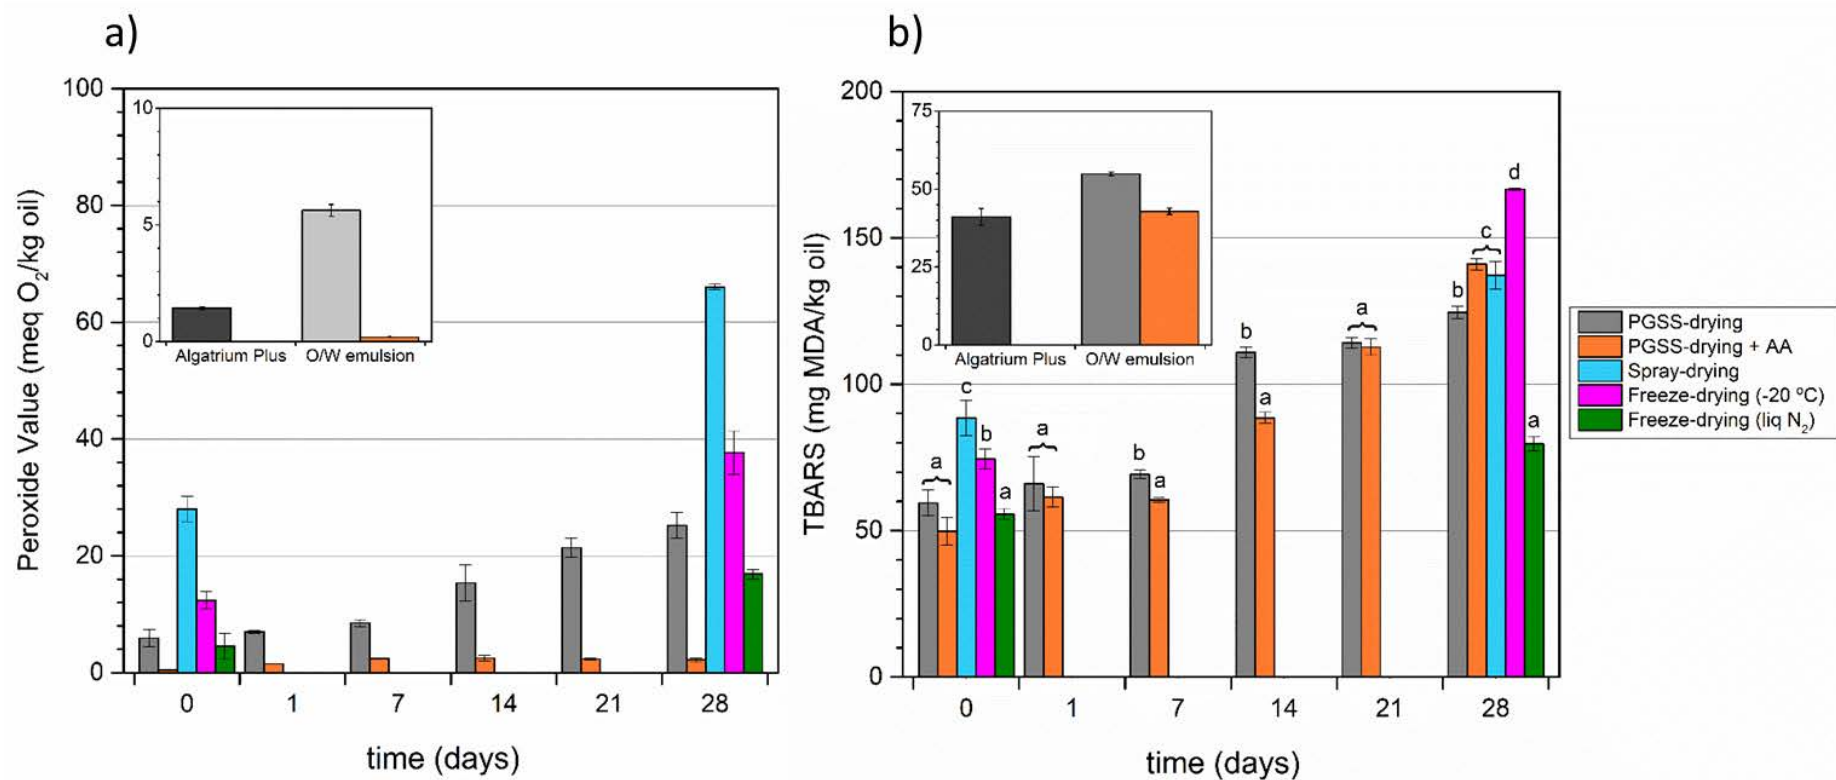 a)
Peroxide Value (meq O₂/kg oil)
100
80
60
40
20
0
10
5
0
Algatrium Plus O/W emulsion
0 1 7 14 21 28
time (days)
b)
TBARS (mg MDA/kg oil)
200
150
100
50
0
75
50
25
0
Algatrium Plus O/W emulsion
a c b a
a
b a
b a
a
b c d a
0 1 7 14 21 28
time (days)
PGSS-drying
PGSS-drying + AA
Spray-drying
Freeze-drying (-20 ºC)
Freeze-drying (liq N₂)